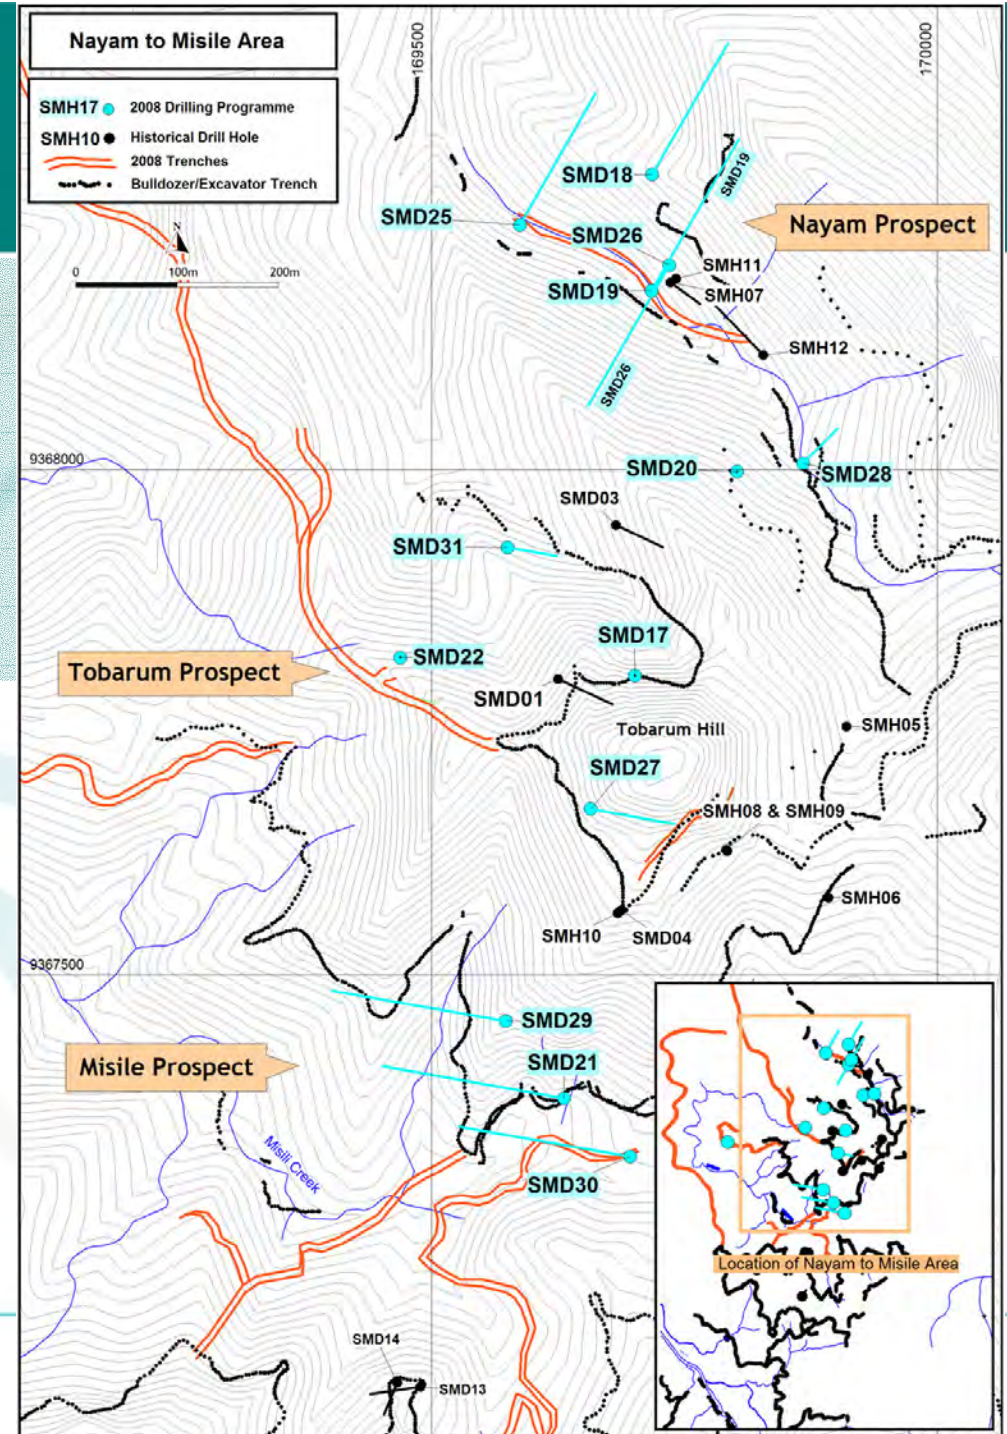 Nayam to Misile Area
169500
170000
SMH17 2008 Drilling Programme
SMH10 Historical Drill Hole
2008 Trenches
Bulldozer/Excavator Trench
N
0 100m 200m
SMD18
SMD19
SMD25
SMD26
Nayam Prospect
SMH11
SMD19
SMH07
SMH12
SMD26
9368000
SMD20
SMD28
SMD03
SMD31
SMD17
SMD22
Tobarum Prospect
SMD01
Tobarum Hill
SMH05
SMD27
SMH08 & SMH09
SMH06
SMH10
SMD04
9367500
SMD29
Misile Prospect
SMD21
Misili Creek
SMD30
Location of Nayam to Misile Area
SMD14
SMD13